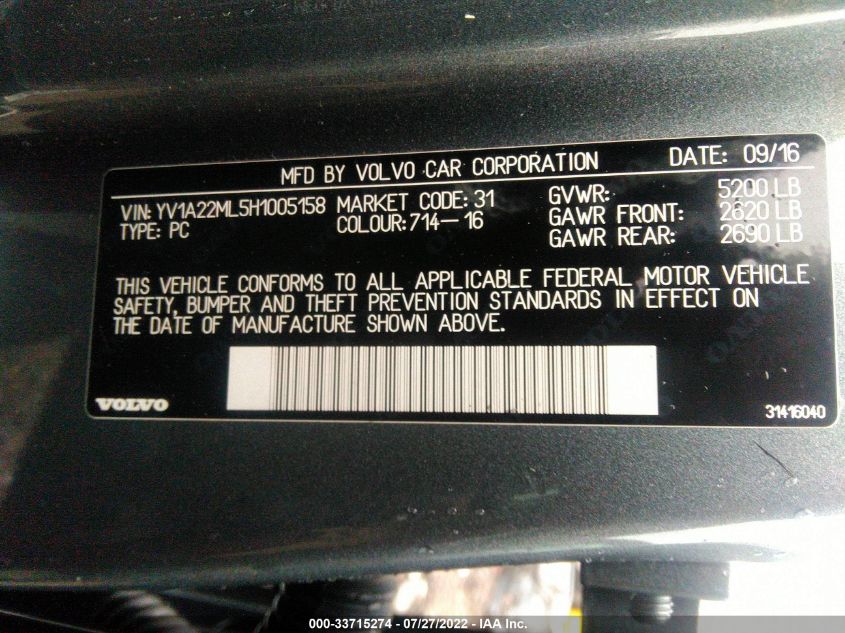 MFD BY VOLVO CAR CORPORATION DATE: 09/16
VIN: YV1A22ML5H1005158 MARKET CODE: 31 GVWR: 5200 LB
TYPE: PC COLOUR: 714-16 GAWR FRONT: 2620 LB
GAWR REAR: 2690 LB
THIS VEHICLE CONFORMS TO ALL APPLICABLE FEDERAL MOTOR VEHICLE
SAFETY, BUMPER AND THEFT PREVENTION STANDARDS IN EFFECT ON
THE DATE OF MANUFACTURE SHOWN ABOVE.
VOLVO
31416040
000-33715274 - 07/27/2022 - IAA Inc.